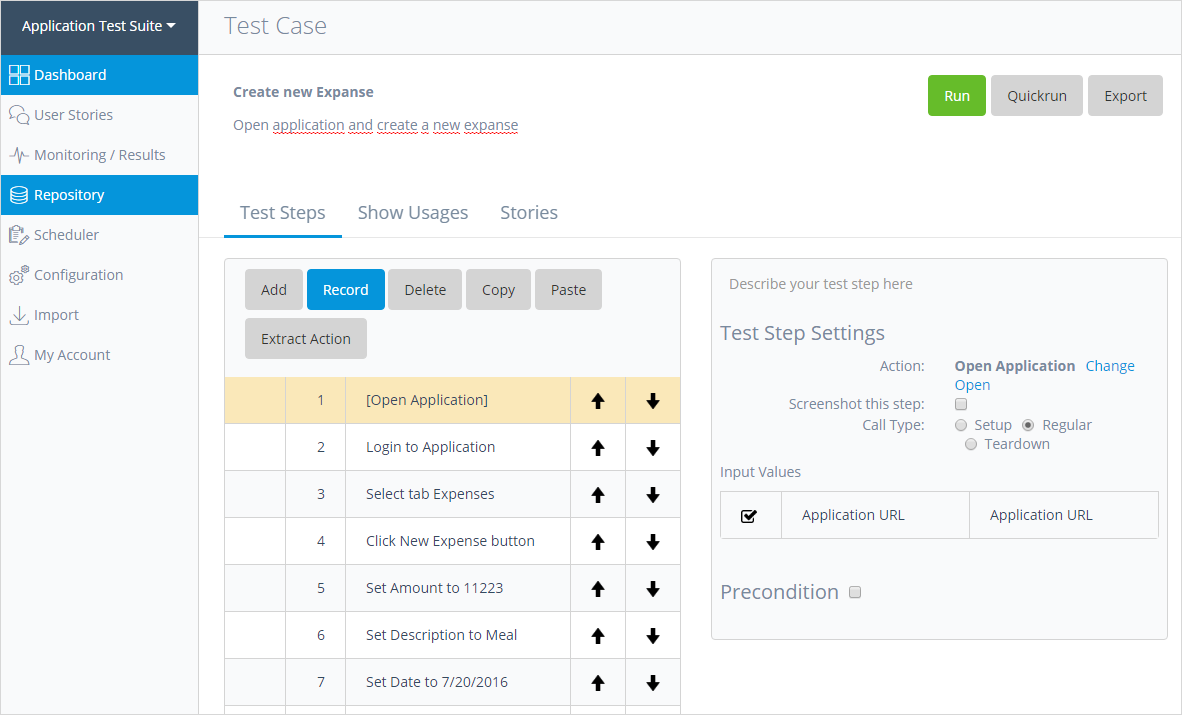 Application Test Suite
Dashboard
User Stories
Monitoring / Results
Repository
Scheduler
Configuration
Import
My Account
Test Case
Create new Expanse
Open application and create a new expanse
Run Quickrun Export
Test Steps Show Usages Stories
Add Record Delete Copy Paste
Extract Action
1 [Open Application]
2 Login to Application
3 Select tab Expenses
4 Click New Expense button
5 Set Amount to 11223
6 Set Description to Meal
7 Set Date to 7/20/2016
Describe your test step here
Test Step Settings
Action: Open Application Change
Open
Screenshot this step:
Call Type: Setup Regular
Teardown
Input Values
Application URL Application URL
Precondition